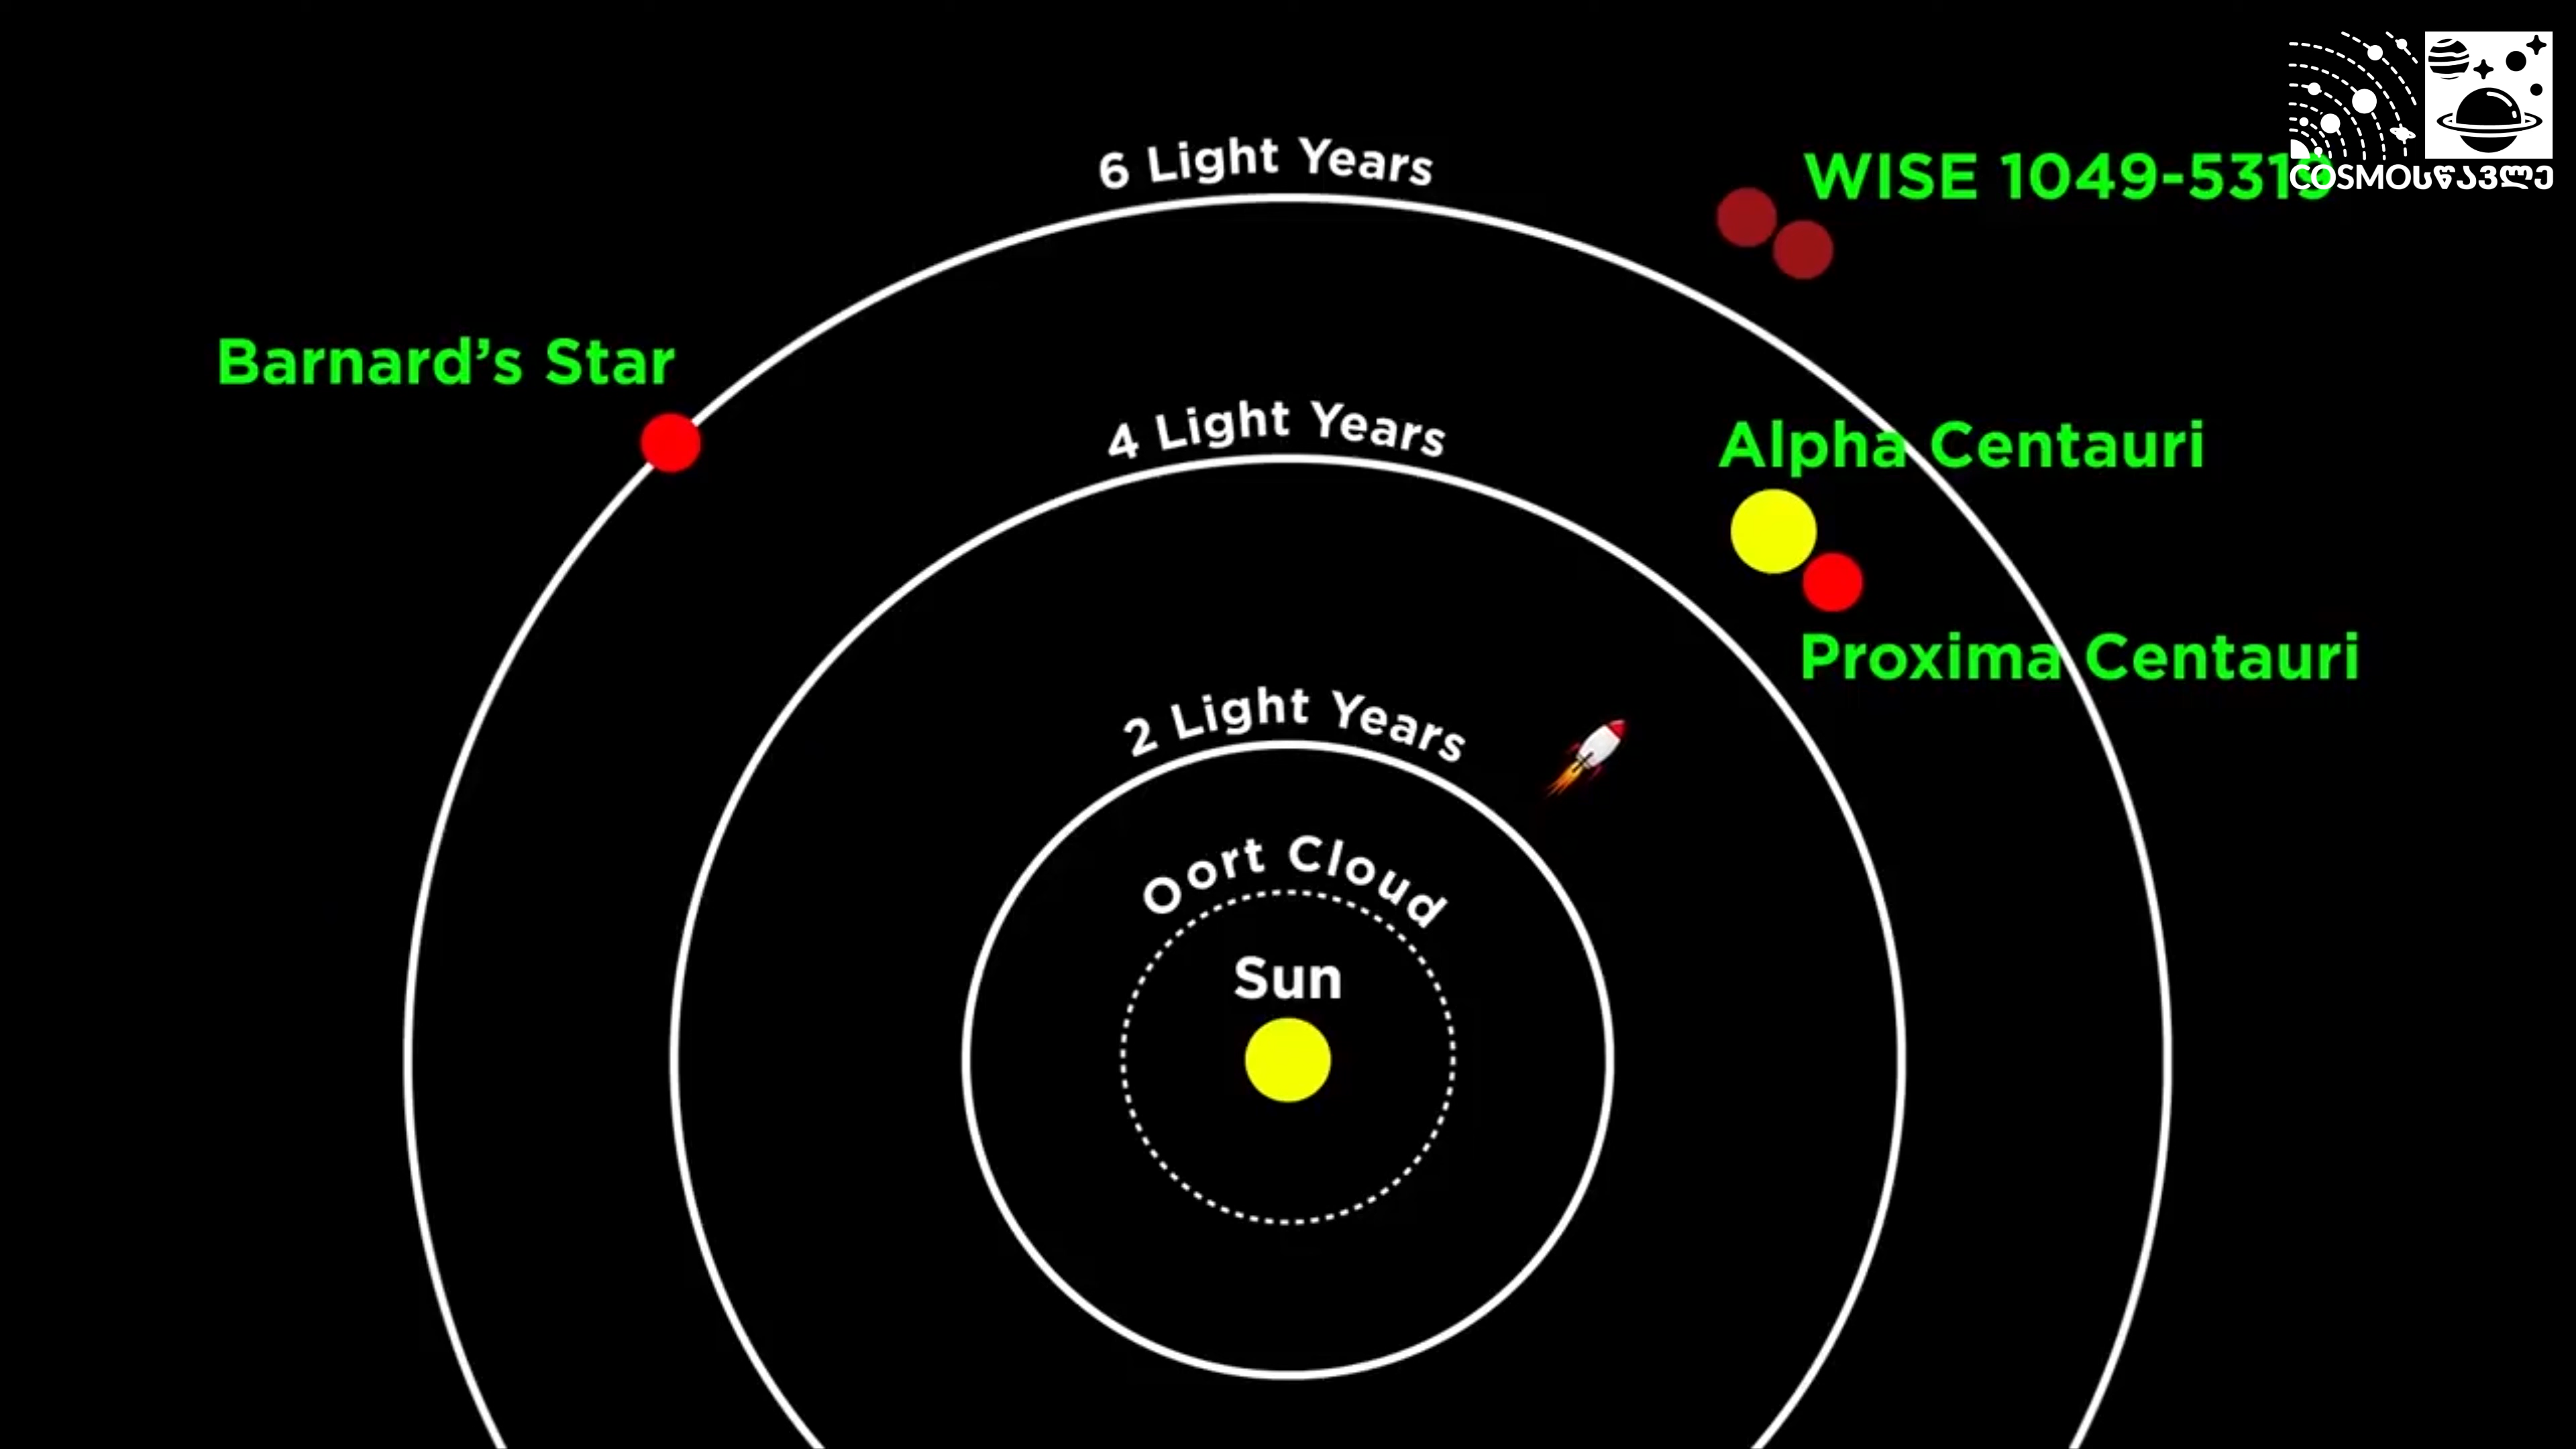 6 Light Years
WISE 1049-5319
COSMOსწავლე
Barnard's Star
4 Light Years
Alpha Centauri
Proxima Centauri
2 Light Years
Oort Cloud
Sun